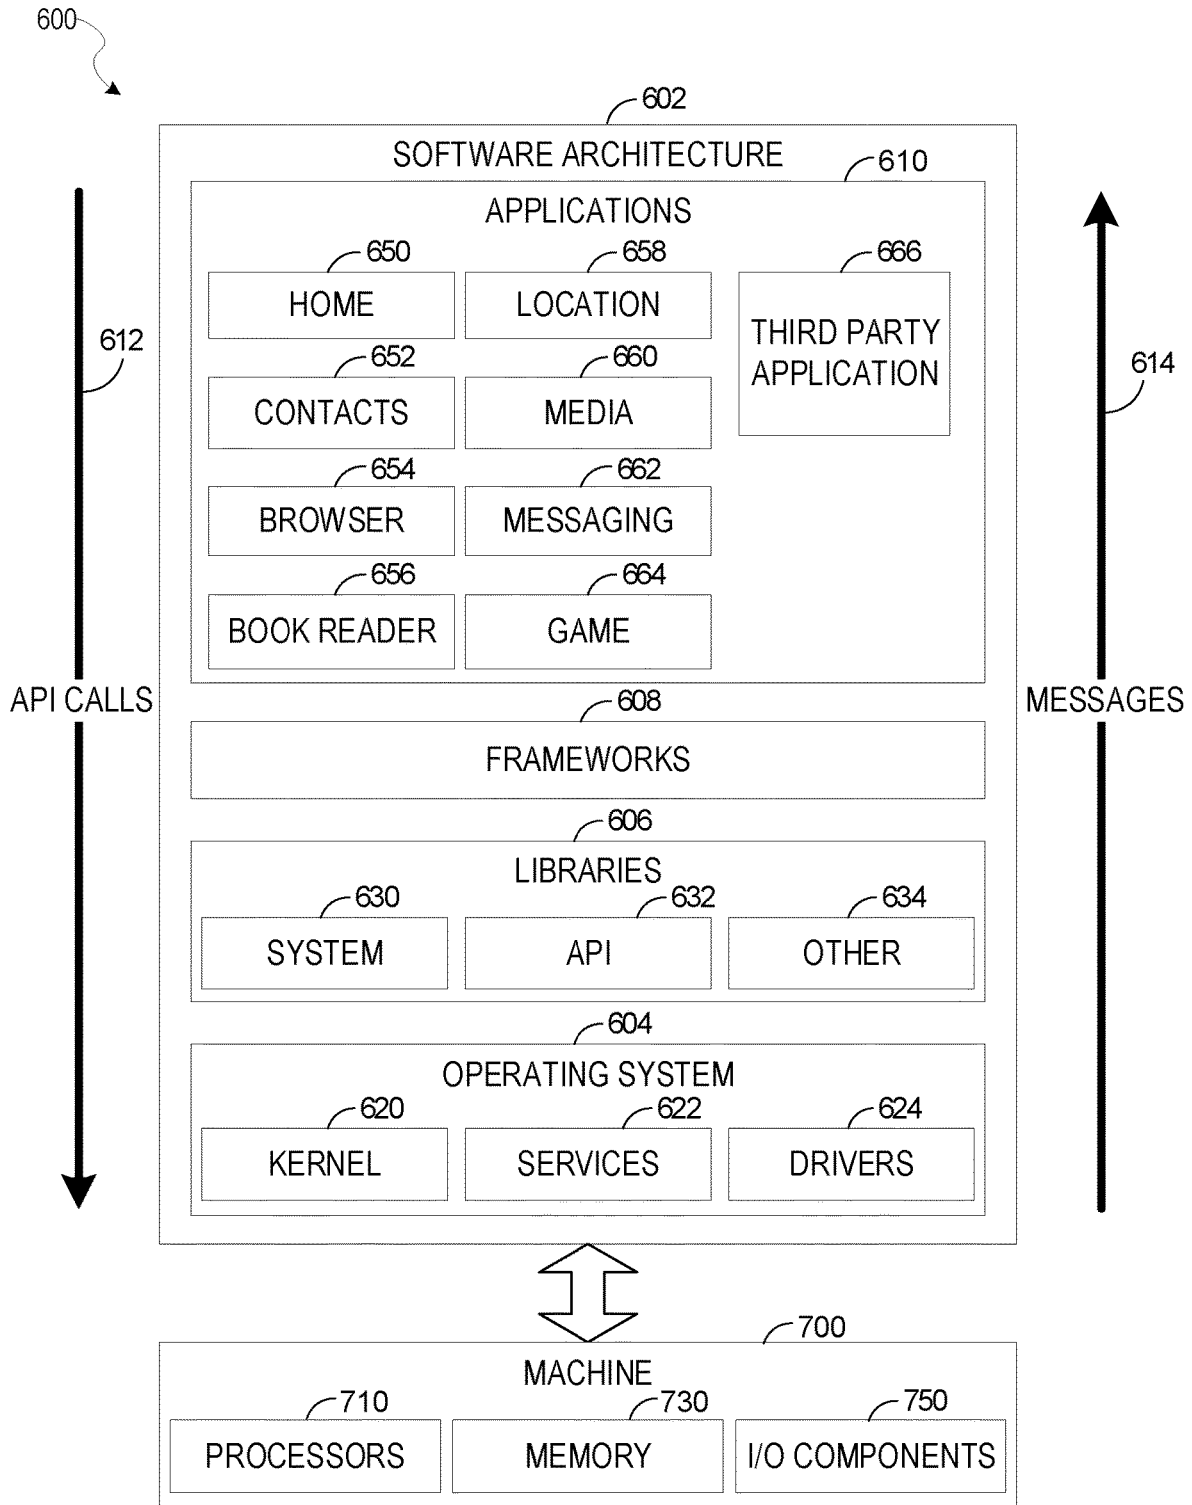 600
602
SOFTWARE ARCHITECTURE
610
APPLICATIONS
650 658 666
HOME LOCATION THIRD PARTY
APPLICATION
612
652 660
614
CONTACTS MEDIA
654 662
BROWSER MESSAGING
656 664
BOOK READER GAME
API CALLS
MESSAGES
608
FRAMEWORKS
606
LIBRARIES
630 632 634
SYSTEM API OTHER
604
OPERATING SYSTEM
620 622 624
KERNEL SERVICES DRIVERS
700
MACHINE
710 730 750
PROCESSORS MEMORY I/O COMPONENTS